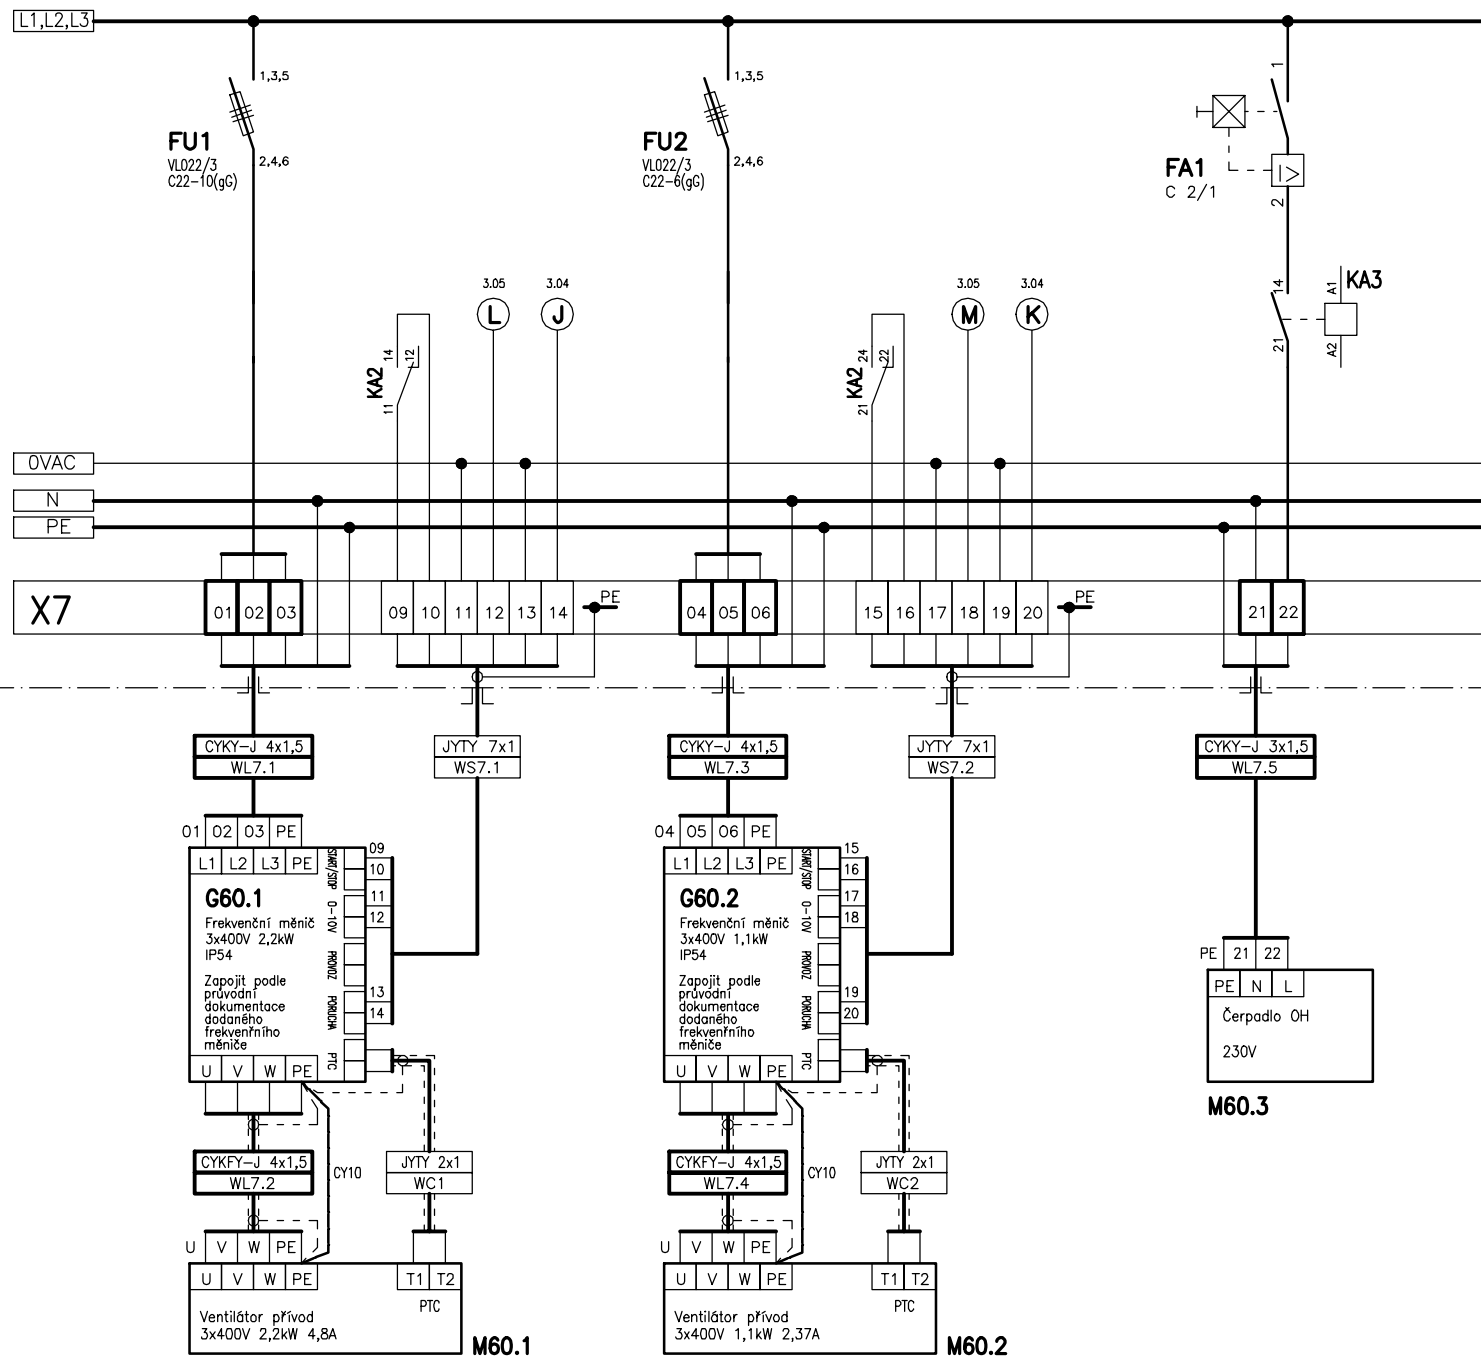 L1,L2,L3
1,3,5
FU1
VL022/3
C22-10(gG)
2,4,6
1,3,5
FU2
VL022/3
C22-6(gG)
2,4,6
1
FA1
C 2/1
I>
2
3.05
L
3.04
J
3.05
M
3.04
K
14
KA3
A1
A2
21
KA2
14
12
11
KA2
24
22
21
0VAC
N
PE
X7
01 02 03
09 10 11 12 13 14
PE
04 05 06
15 16 17 18 19 20
PE
21 22
CYKY-J 4x1,5
WL7.1
JYTY 7x1
WS7.1
CYKY-J 4x1,5
WL7.3
JYTY 7x1
WS7.2
CYKY-J 3x1,5
WL7.5
01 02 03 PE
L1 L2 L3 PE
G60.1
Frekvenční měnič
3x400V 2,2kW
IP54
Zapojit podle
průvodní
dokumentace
dodaného
frekvenřního
měniče
START/STOP
0-10V
PROVOZ
PORUCHA
PTC
09
10
11
12
13
14
U V W PE
04 05 06 PE
L1 L2 L3 PE
G60.2
Frekvenční měnič
3x400V 1,1kW
IP54
Zapojit podle
průvodní
dokumentace
dodaného
frekvenřního
měniče
START/STOP
0-10V
PROVOZ
PORUCHA
PTC
15
16
17
18
19
20
U V W PE
PE 21 22
PE N L
Čerpadlo OH
230V
M60.3
CYKFY-J 4x1,5
WL7.2
CY10
JYTY 2x1
WC1
CYKFY-J 4x1,5
WL7.4
CY10
JYTY 2x1
WC2
U V W PE
U V W PE
T1 T2
PTC
Ventilátor přívod
3x400V 2,2kW 4,8A
M60.1
U V W PE
U V W PE
T1 T2
PTC
Ventilátor přívod
3x400V 1,1kW 2,37A
M60.2